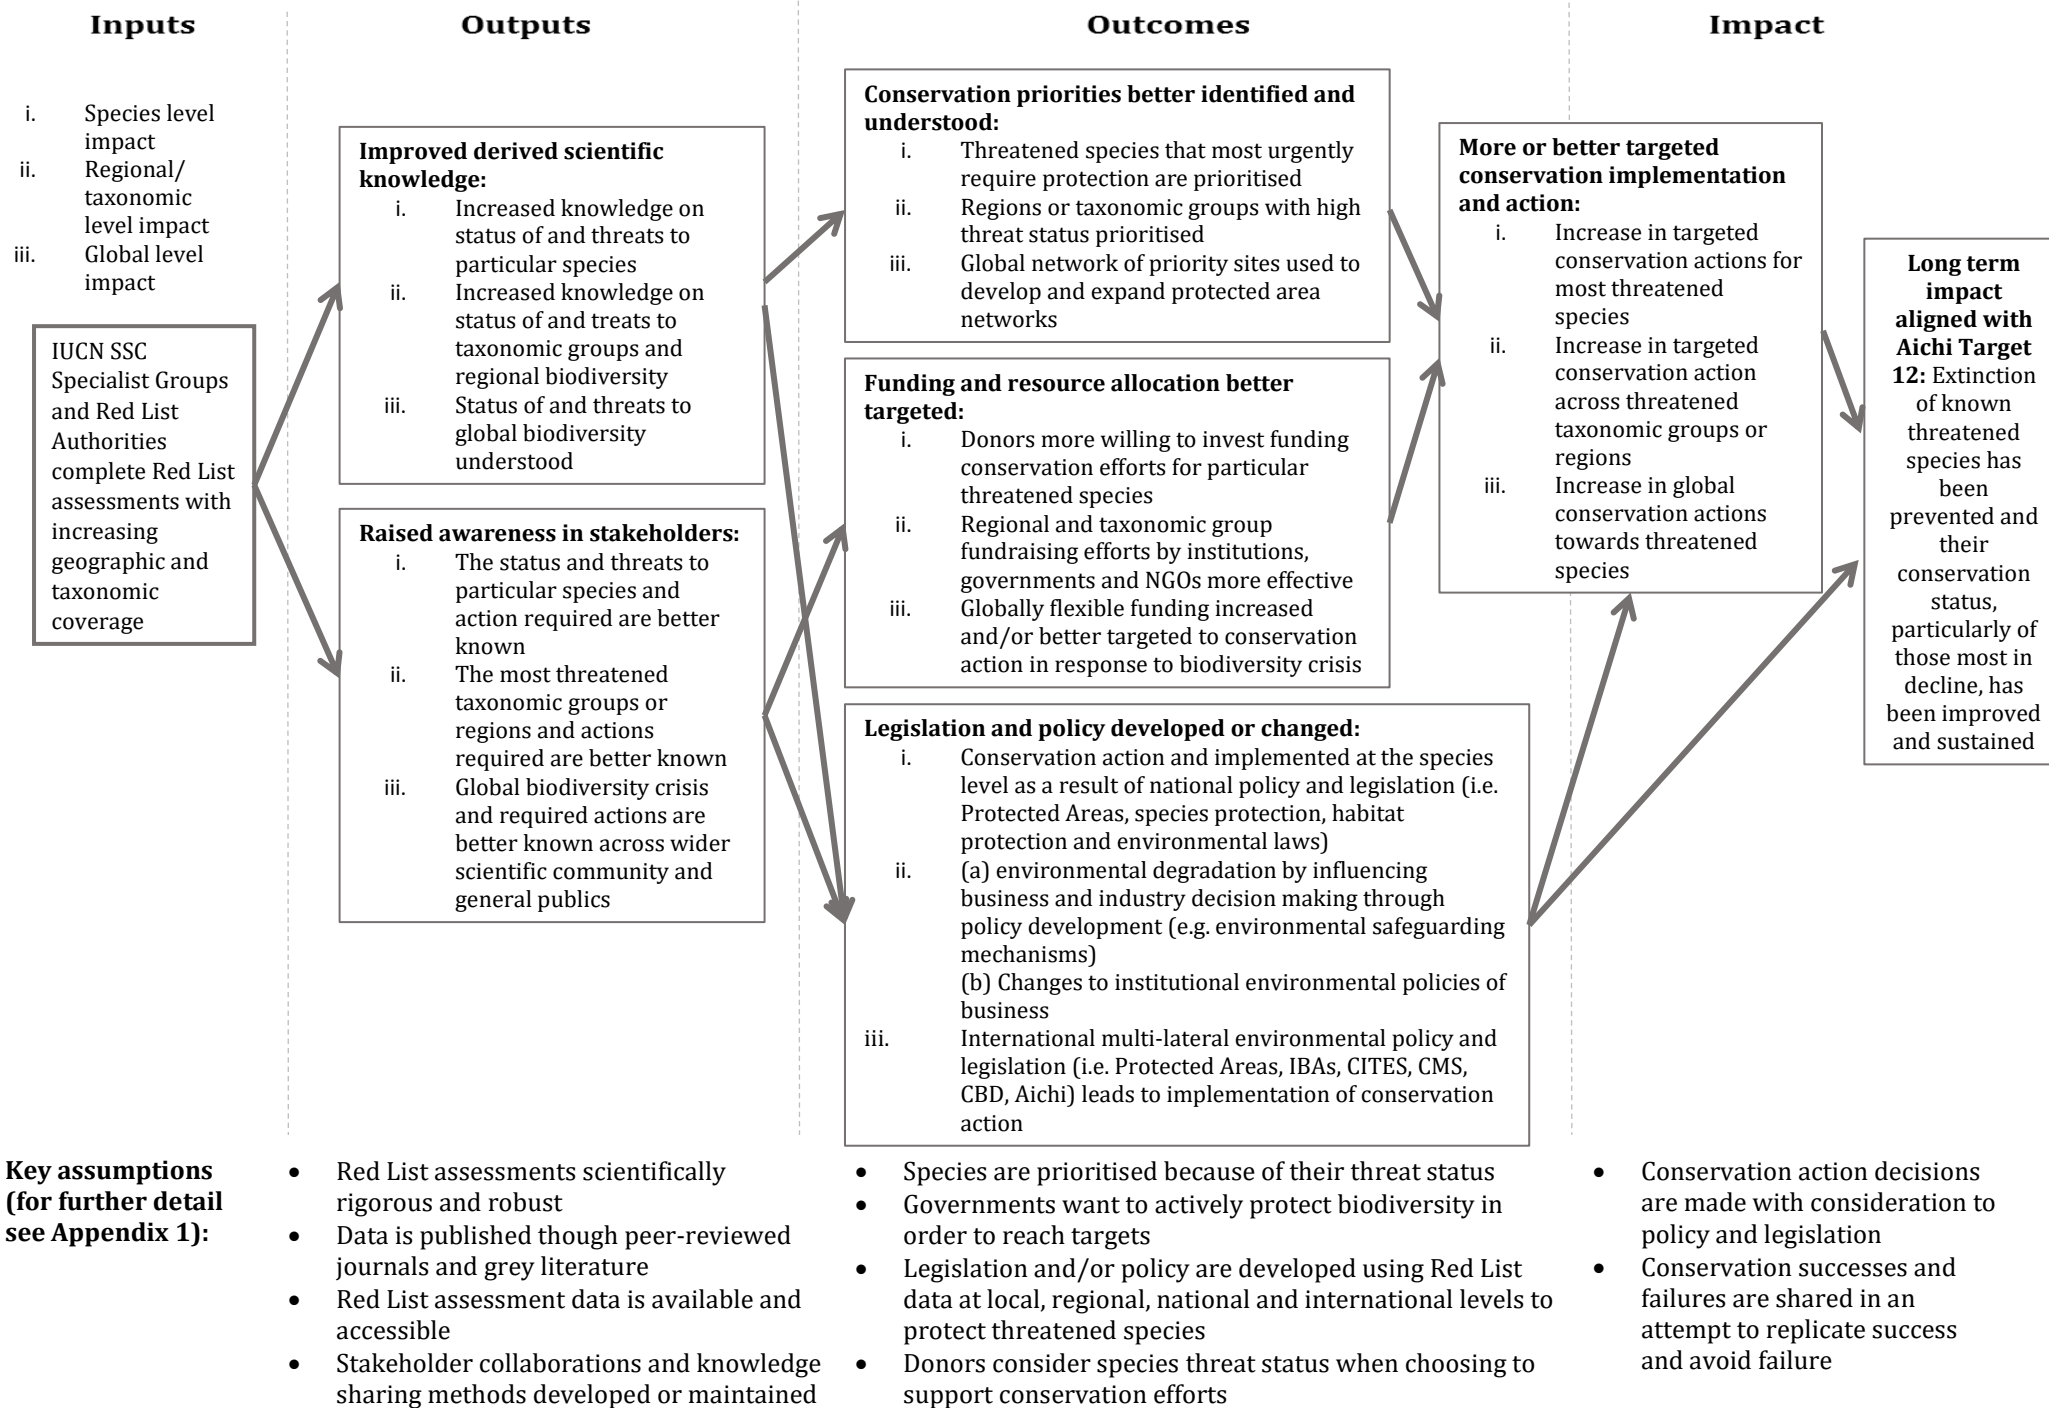 Inputs
Outputs
Outcomes
Impact
i. Species level
impact
ii. Regional/
taxonomic
level impact
iii. Global level
impact
IUCN SSC
Specialist Groups
and Red List
Authorities
complete Red List
assessments with
increasing
geographic and
taxonomic
coverage
Improved derived scientific
knowledge:
i. Increased knowledge on
status of and threats to
particular species
ii. Increased knowledge on
status of and treats to
taxonomic groups and
regional biodiversity
iii. Status of and threats to
global biodiversity
understood
Raised awareness in stakeholders:
i. The status and threats to
particular species and
action required are better
known
ii. The most threatened
taxonomic groups or
regions and actions
required are better known
iii. Global biodiversity crisis
and required actions are
better known across wider
scientific community and
general publics
Conservation priorities better identified and
understood:
i. Threatened species that most urgently
require protection are prioritised
ii. Regions or taxonomic groups with high
threat status prioritised
iii. Global network of priority sites used to
develop and expand protected area
networks
Funding and resource allocation better
targeted:
i. Donors more willing to invest funding
conservation efforts for particular
threatened species
ii. Regional and taxonomic group
fundraising efforts by institutions,
governments and NGOs more effective
iii. Globally flexible funding increased
and/or better targeted to conservation
action in response to biodiversity crisis
Legislation and policy developed or changed:
i. Conservation action and implemented at the species
level as a result of national policy and legislation (i.e.
Protected Areas, species protection, habitat
protection and environmental laws)
ii. (a) environmental degradation by influencing
business and industry decision making through
policy development (e.g. environmental safeguarding
mechanisms)
(b) Changes to institutional environmental policies of
business
iii. International multi-lateral environmental policy and
legislation (i.e. Protected Areas, IBAs, CITES, CMS,
CBD, Aichi) leads to implementation of conservation
action
More or better targeted
conservation implementation
and action:
i. Increase in targeted
conservation actions for
most threatened
species
ii. Increase in targeted
conservation action
across threatened
taxonomic groups or
regions
iii. Increase in global
conservation actions
towards threatened
species
Long term
impact
aligned with
Aichi Target
12: Extinction
of known
threatened
species has
been
prevented and
their
conservation
status,
particularly of
those most in
decline, has
been improved
and sustained
Key assumptions
(for further detail
see Appendix 1):
• Red List assessments scientifically
rigorous and robust
• Data is published though peer-reviewed
journals and grey literature
• Red List assessment data is available and
accessible
• Stakeholder collaborations and knowledge
sharing methods developed or maintained
• Species are prioritised because of their threat status
• Governments want to actively protect biodiversity in
order to reach targets
• Legislation and/or policy are developed using Red List
data at local, regional, national and international levels to
protect threatened species
• Donors consider species threat status when choosing to
support conservation efforts
• Conservation action decisions
are made with consideration to
policy and legislation
• Conservation successes and
failures are shared in an
attempt to replicate success
and avoid failure